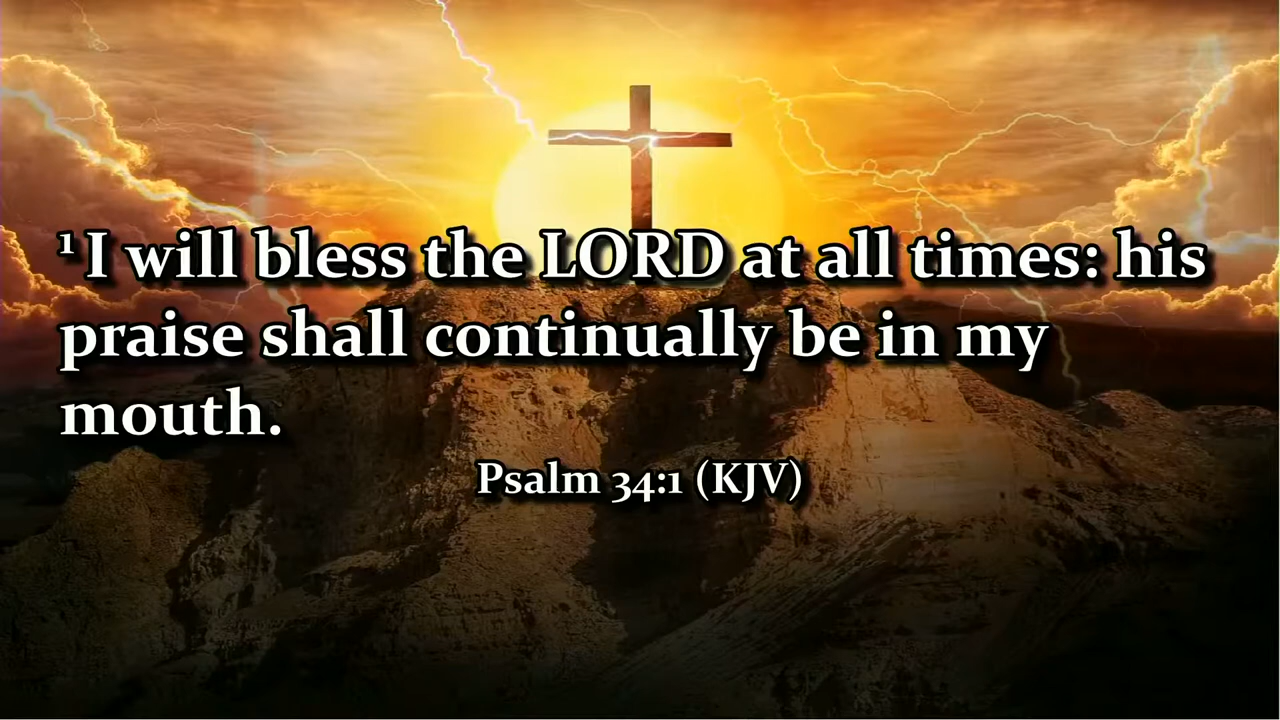 ¹ I will bless the LORD at all times: his
praise shall continually be in my
mouth.
Psalm 34:1 (KJV)